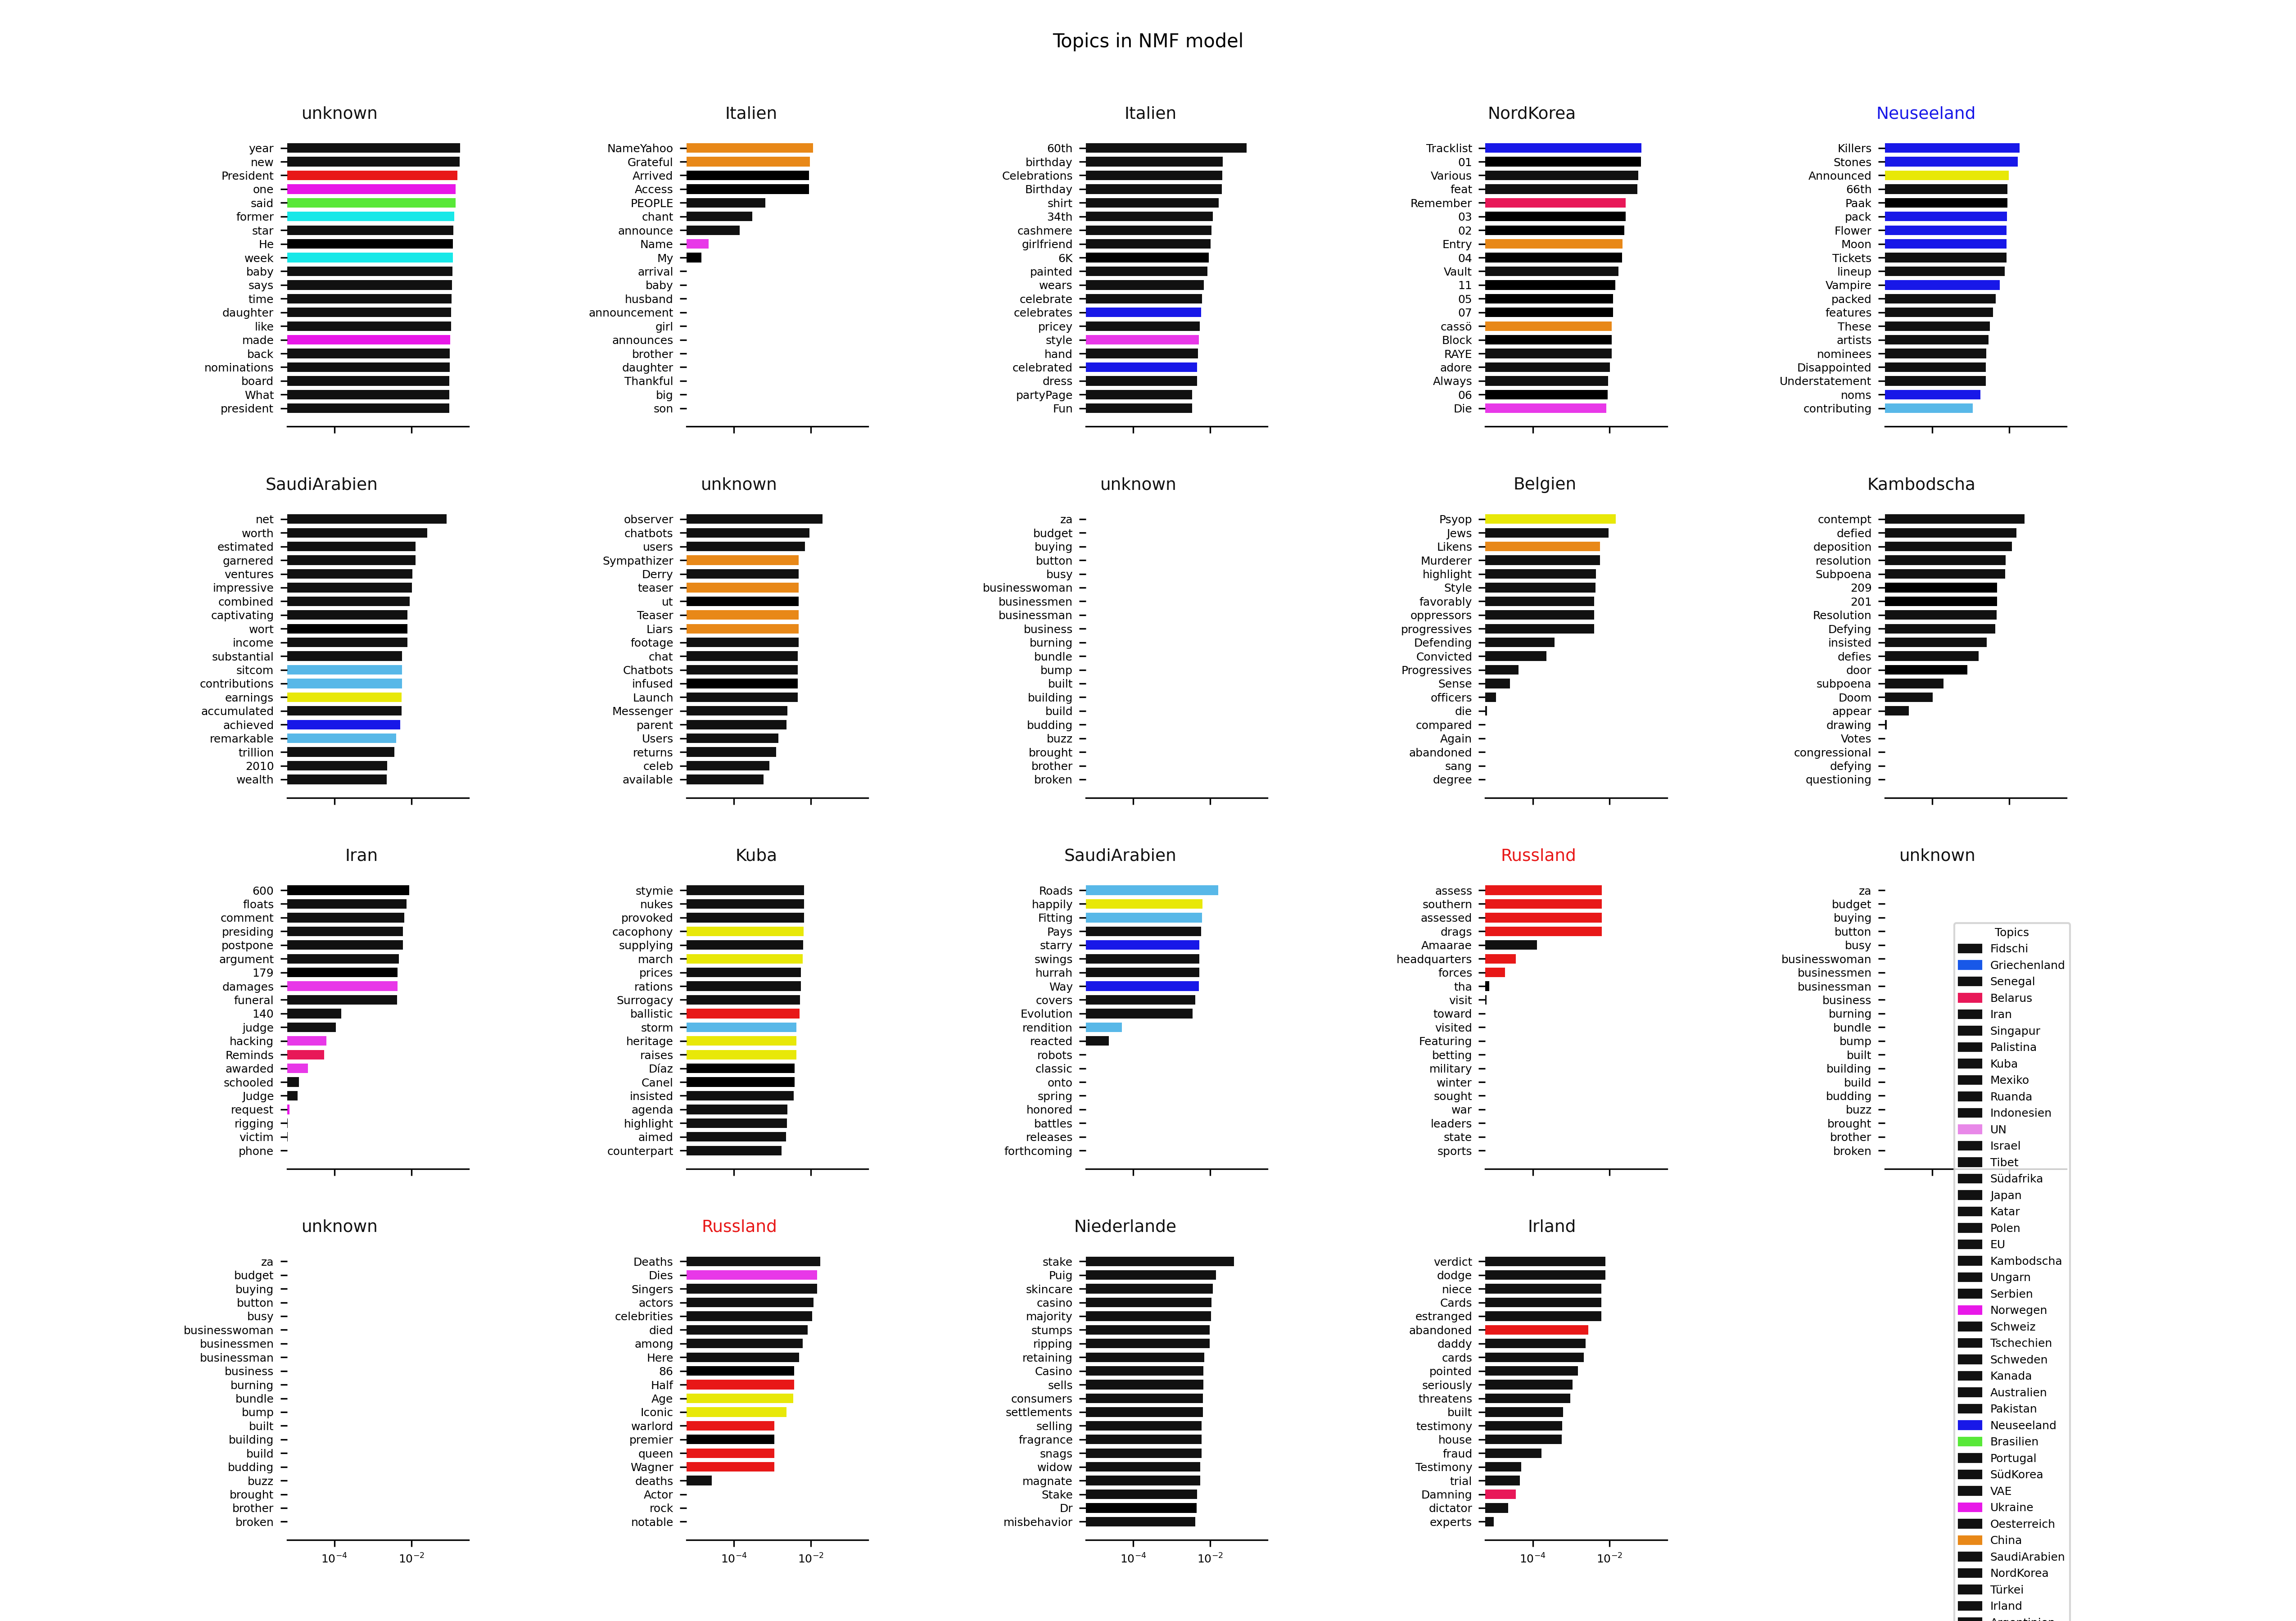 Topics in NMF model
unknown
year
new
President
one
said
former
star
He
week
baby
says
time
daughter
like
made
back
nominations
board
What
president
Italien
NameYahoo
Grateful
Arrived
Access
PEOPLE
chant
announce
Name
My
arrival
baby
husband
announcement
girl
announces
brother
daughter
Thankful
big
son
Italien
60th
birthday
Celebrations
Birthday
shirt
34th
cashmere
girlfriend
6K
painted
wears
celebrate
celebrates
pricey
style
hand
celebrated
dress
partyPage
Fun
NordKorea
Tracklist
01
Various
feat
Remember
03
02
Entry
04
Vault
11
05
07
cassö
Block
RAYE
adore
Always
06
Die
Neuseeland
Killers
Stones
Announced
66th
Paak
pack
Flower
Moon
Tickets
lineup
Vampire
packed
features
These
artists
nominees
Disappointed
Understatement
noms
contributing
SaudiArabien
net
worth
estimated
garnered
ventures
impressive
combined
captivating
wort
income
substantial
sitcom
contributions
earnings
accumulated
achieved
remarkable
trillion
2010
wealth
unknown
observer
chatbots
users
Sympathizer
Derry
teaser
ut
Teaser
Liars
footage
chat
Chatbots
infused
Launch
Messenger
parent
Users
returns
celeb
available
unknown
za
budget
buying
button
busy
businesswoman
businessmen
businessman
business
burning
bundle
bump
built
building
build
budding
buzz
brought
brother
broken
Belgien
Psyop
Jews
Likens
Murderer
highlight
Style
favorably
oppressors
progressives
Defending
Convicted
Progressives
Sense
officers
die
compared
Again
abandoned
sang
degree
Kambodscha
contempt
defied
deposition
resolution
Subpoena
209
201
Resolution
Defying
insisted
defies
door
subpoena
Doom
appear
drawing
Votes
congressional
defying
questioning
Iran
600
floats
comment
presiding
postpone
argument
179
damages
funeral
140
judge
hacking
Reminds
awarded
schooled
Judge
request
rigging
victim
phone
Kuba
stymie
nukes
provoked
cacophony
supplying
march
prices
rations
Surrogacy
ballistic
storm
heritage
raises
Díaz
Canel
insisted
agenda
highlight
aimed
counterpart
SaudiArabien
Roads
happily
Fitting
Pays
starry
swings
hurrah
Way
covers
Evolution
rendition
reacted
robots
classic
onto
spring
honored
battles
releases
forthcoming
Russland
assess
southern
assessed
drags
Amaarae
headquarters
forces
tha
visit
toward
visited
Featuring
betting
military
winter
sought
war
leaders
state
sports
unknown
za
budget
buying
button
busy
businesswoman
businessmen
businessman
business
burning
bundle
bump
built
building
build
budding
buzz
brought
brother
broken
unknown
za
budget
buying
button
busy
businesswoman
businessmen
businessman
business
burning
bundle
bump
built
building
build
budding
buzz
brought
brother
broken
10⁻⁴ 10⁻²
Russland
Deaths
Dies
Singers
actors
celebrities
died
among
Here
86
Half
Age
Iconic
warlord
premier
queen
Wagner
deaths
Actor
rock
notable
10⁻⁴ 10⁻²
Niederlande
stake
Puig
skincare
casino
majority
stumps
ripping
retaining
Casino
sells
consumers
settlements
selling
fragrance
snags
widow
magnate
Stake
Dr
misbehavior
10⁻⁴ 10⁻²
Irland
verdict
dodge
niece
Cards
estranged
abandoned
daddy
cards
pointed
seriously
threatens
built
testimony
house
fraud
Testimony
trial
Damning
dictator
experts
10⁻⁴ 10⁻²
Topics
Fidschi
Griechenland
Senegal
Belarus
Iran
Singapur
Palistina
Kuba
Mexiko
Ruanda
Indonesien
UN
Israel
Tibet
Südafrika
Japan
Katar
Polen
EU
Kambodscha
Ungarn
Serbien
Norwegen
Schweiz
Tschechien
Schweden
Kanada
Australien
Pakistan
Neuseeland
Brasilien
Portugal
SüdKorea
VAE
Ukraine
Oesterreich
China
SaudiArabien
NordKorea
Türkei
Irland